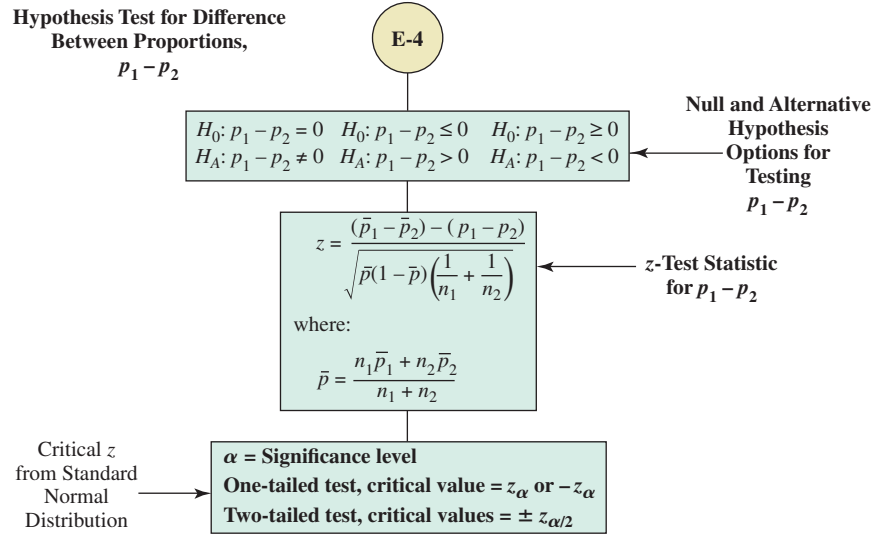 Hypothesis Test for Difference
Between Proportions,
p₁ – p₂
E-4
H₀: p₁ – p₂ = 0 H₀: p₁ – p₂ ≤ 0 H₀: p₁ – p₂ ≥ 0
H_A: p₁ – p₂ ≠ 0 H_A: p₁ – p₂ > 0 H_A: p₁ – p₂ < 0
Null and Alternative
Hypothesis
Options for
Testing
p₁ – p₂
z = ((p̄₁ – p̄₂) – (p₁ – p₂)) / √(p̄(1 – p̄)(1/n₁ + 1/n₂))
where:
p̄ = (n₁p̄₁ + n₂p̄₂) / (n₁ + n₂)
z-Test Statistic
for p₁ – p₂
Critical z
from Standard
Normal
Distribution
α = Significance level
One-tailed test, critical value = z_α or –z_α
Two-tailed test, critical values = ± z_α/2